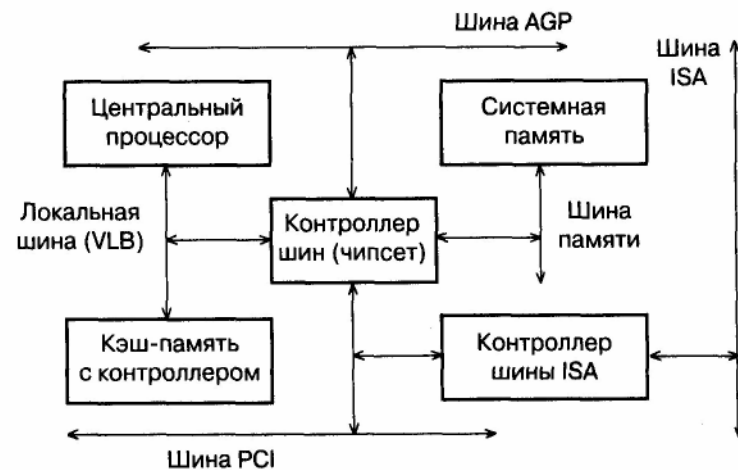 Шина AGP
Шина
ISA
Центральный
процессор
Системная
память
Локальная
шина (VLB)
Контроллер
шин (чипсет)
Шина
памяти
Кэш-память
с контроллером
Контроллер
шины ISA
Шина PCI